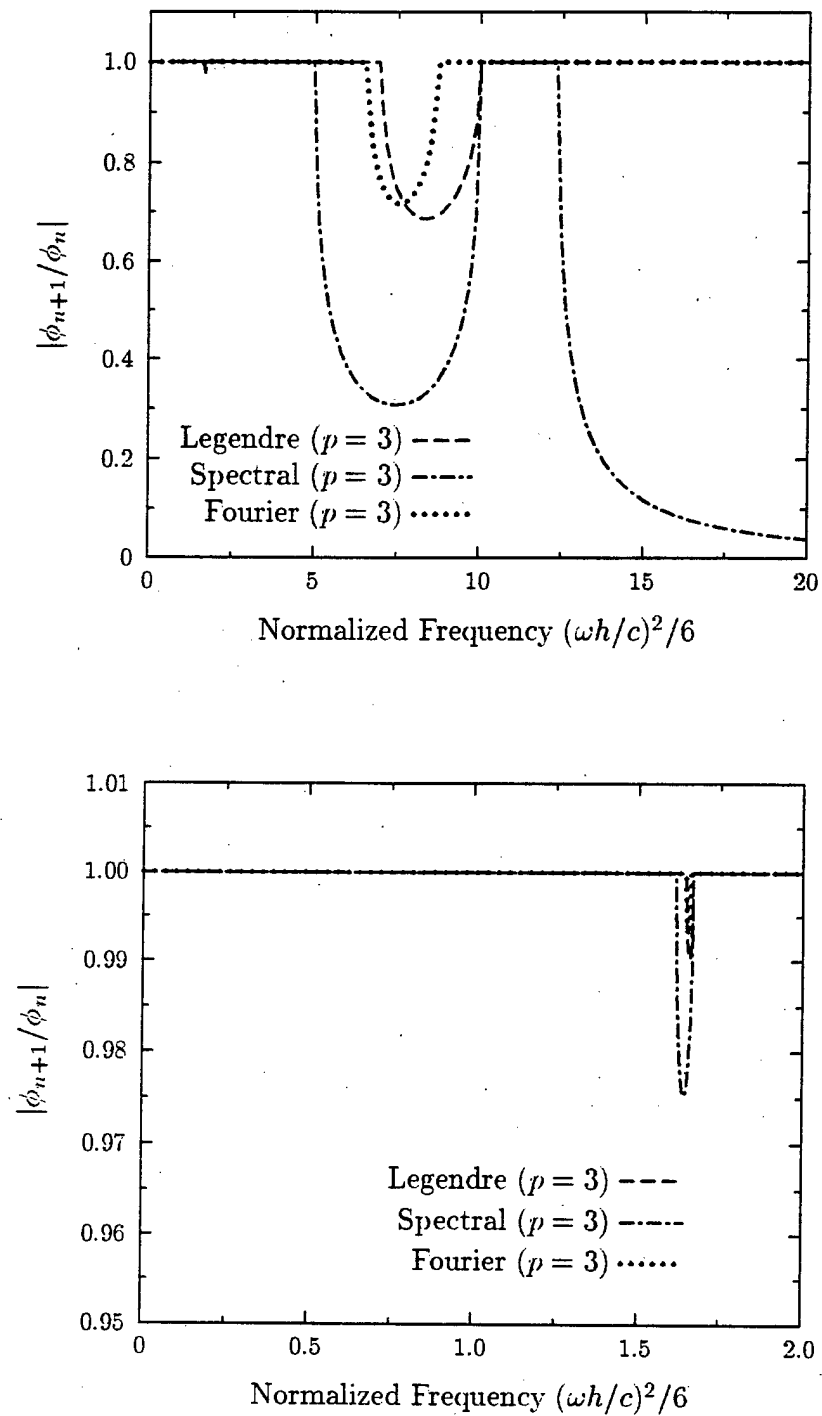 1.0
0.8
0.6
0.4
0.2
0
|ϕₙ₊₁/ϕₙ|
Legendre (p = 3)
Spectral (p = 3)
Fourier (p = 3)
0 5 10 15 20
Normalized Frequency (ωh/c)²/6
1.01
1.00
0.99
0.98
0.97
0.96
0.95
|ϕₙ₊₁/ϕₙ|
Legendre (p = 3)
Spectral (p = 3)
Fourier (p = 3)
0 0.5 1.0 1.5 2.0
Normalized Frequency (ωh/c)²/6